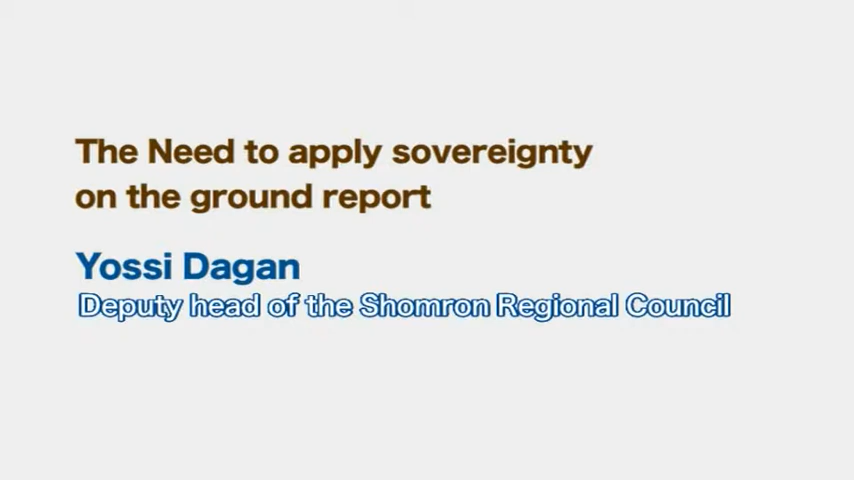 The Need to apply sovereignty
on the ground report
Yossi Dagan
Deputy head of the Shomron Regional Council